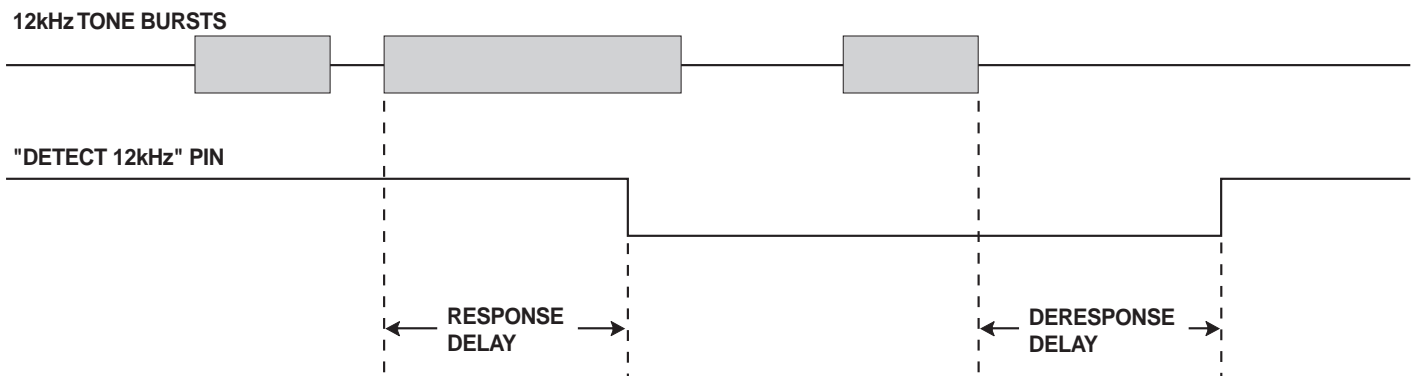 12kHz TONE BURSTS
"DETECT 12kHz" PIN
RESPONSE
DELAY
DERESPONSE
DELAY